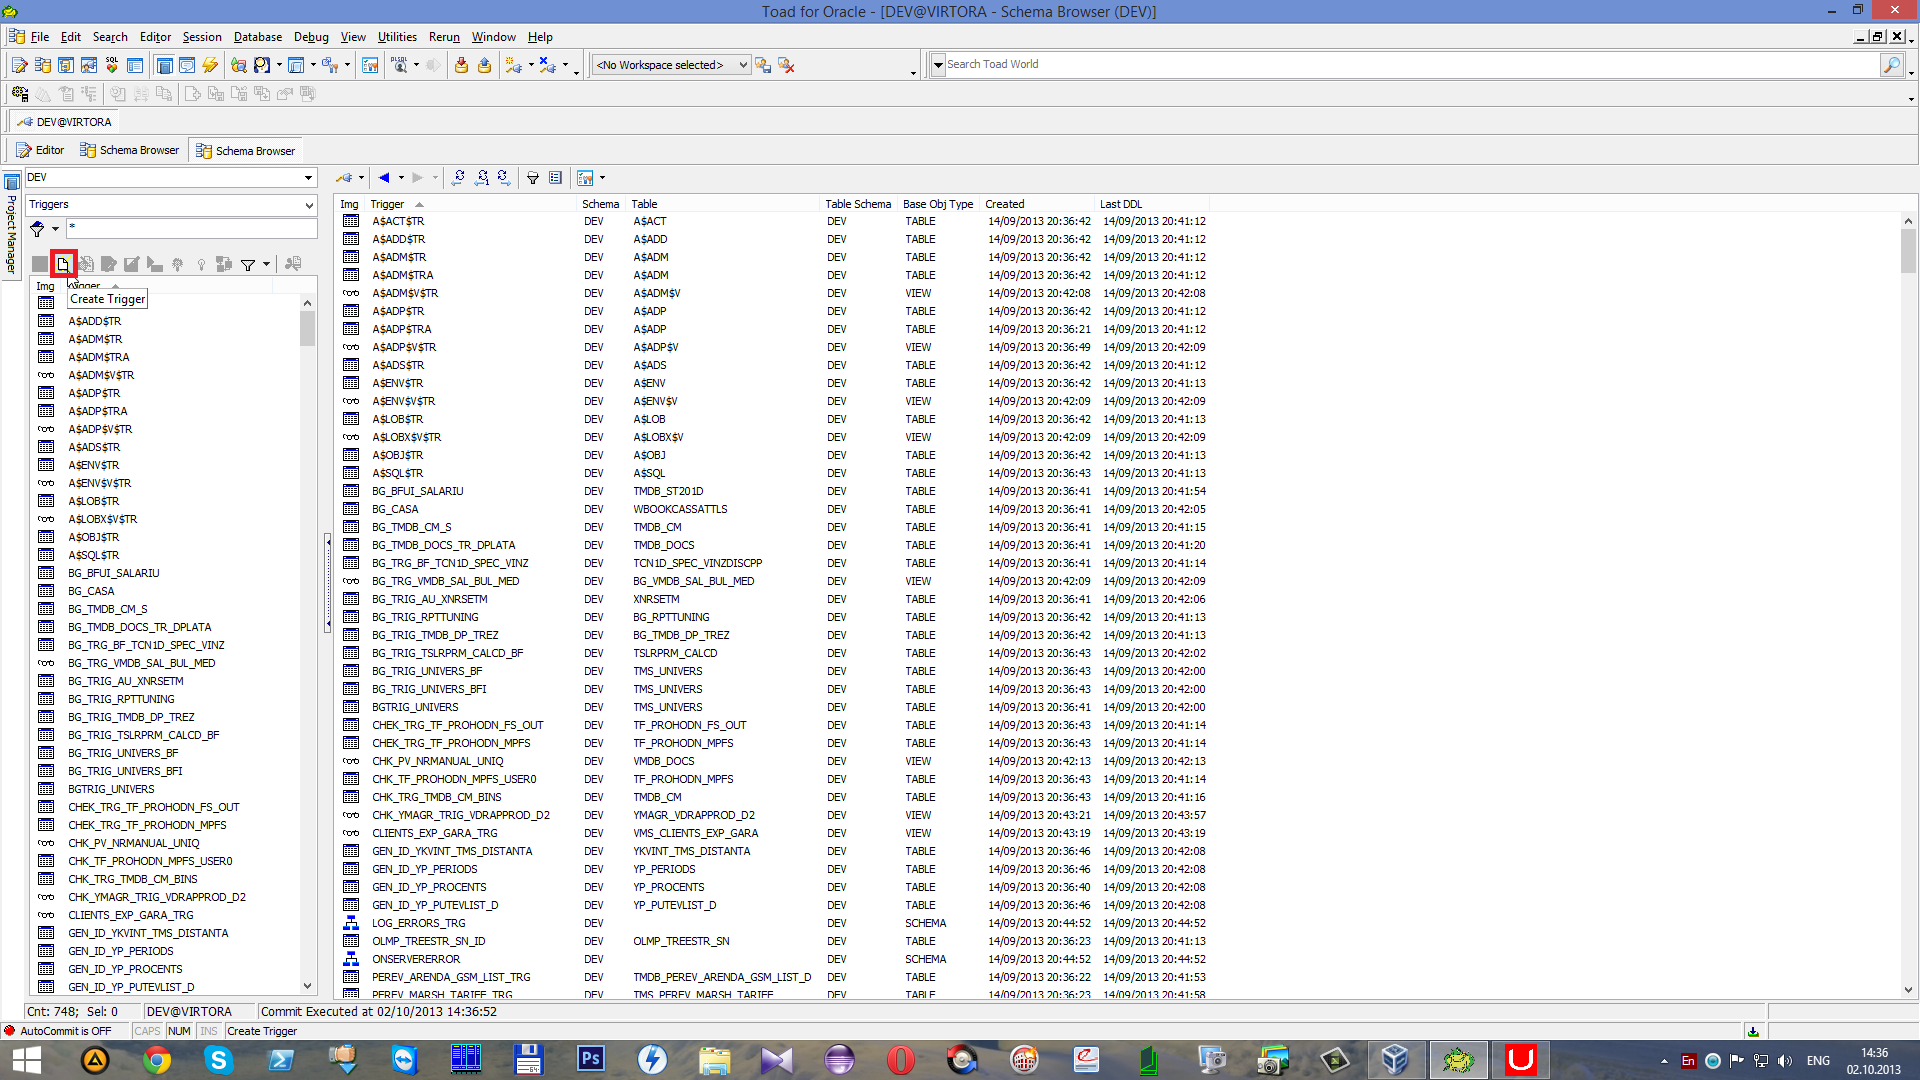 Toad for Oracle - [DEV@VIRTORA - Schema Browser (DEV)]
File Edit Search Editor Session Database Debug View Utilities Rerun Window Help
SQL
<No Workspace selected>
Search Toad World
DEV@VIRTORA
Editor Schema Browser Schema Browser
Project Manager
DEV
Triggers
*
Img Trigger
Create Trigger
A$ADD$TR
A$ADM$TR
A$ADM$TRA
A$ADM$V$TR
A$ADP$TR
A$ADP$TRA
A$ADP$V$TR
A$ADS$TR
A$ENV$TR
A$ENV$V$TR
A$LOB$TR
A$LOBX$V$TR
A$OBJ$TR
A$SQL$TR
BG_BFUI_SALARIU
BG_CASA
BG_TMDB_CM_S
BG_TMDB_DOCS_TR_DPLATA
BG_TRG_BF_TCN1D_SPEC_VINZ
BG_TRG_VMDB_SAL_BUL_MED
BG_TRIG_AU_XNRSETM
BG_TRIG_RPTTUNING
BG_TRIG_TMDB_DP_TREZ
BG_TRIG_TSLRPRM_CALCD_BF
BG_TRIG_UNIVERS_BF
BG_TRIG_UNIVERS_BFI
BGTRIG_UNIVERS
CHEK_TRG_TF_PROHODN_FS_OUT
CHEK_TRG_TF_PROHODN_MPFS
CHK_PV_NRMANUAL_UNIQ
CHK_TF_PROHODN_MPFS_USER0
CHK_TRG_TMDB_CM_BINS
CHK_YMAGR_TRIG_VDRAPPROD_D2
CLIENTS_EXP_GARA_TRG
GEN_ID_YKVINT_TMS_DISTANTA
GEN_ID_YP_PERIODS
GEN_ID_YP_PROCENTS
GEN_ID_YP_PUTEVLIST_D
Img Trigger Schema Table Table Schema Base Obj Type Created Last DDL
A$ACT$TR DEV A$ACT DEV TABLE 14/09/2013 20:36:42 14/09/2013 20:41:12
A$ADD$TR DEV A$ADD DEV TABLE 14/09/2013 20:36:42 14/09/2013 20:41:12
A$ADM$TR DEV A$ADM DEV TABLE 14/09/2013 20:36:42 14/09/2013 20:41:12
A$ADM$TRA DEV A$ADM DEV TABLE 14/09/2013 20:36:42 14/09/2013 20:41:12
A$ADM$V$TR DEV A$ADM$V DEV VIEW 14/09/2013 20:42:08 14/09/2013 20:42:08
A$ADP$TR DEV A$ADP DEV TABLE 14/09/2013 20:36:42 14/09/2013 20:41:12
A$ADP$TRA DEV A$ADP DEV TABLE 14/09/2013 20:36:21 14/09/2013 20:41:12
A$ADP$V$TR DEV A$ADP$V DEV VIEW 14/09/2013 20:36:49 14/09/2013 20:42:09
A$ADS$TR DEV A$ADS DEV TABLE 14/09/2013 20:36:42 14/09/2013 20:41:12
A$ENV$TR DEV A$ENV DEV TABLE 14/09/2013 20:36:42 14/09/2013 20:41:13
A$ENV$V$TR DEV A$ENV$V DEV VIEW 14/09/2013 20:42:09 14/09/2013 20:42:09
A$LOB$TR DEV A$LOB DEV TABLE 14/09/2013 20:36:42 14/09/2013 20:41:13
A$LOBX$V$TR DEV A$LOBX$V DEV VIEW 14/09/2013 20:42:09 14/09/2013 20:42:09
A$OBJ$TR DEV A$OBJ DEV TABLE 14/09/2013 20:36:42 14/09/2013 20:41:13
A$SQL$TR DEV A$SQL DEV TABLE 14/09/2013 20:36:43 14/09/2013 20:41:13
BG_BFUI_SALARIU DEV TMDB_ST201D DEV TABLE 14/09/2013 20:36:41 14/09/2013 20:41:54
BG_CASA DEV WBOOKCASSATTLS DEV TABLE 14/09/2013 20:36:41 14/09/2013 20:42:05
BG_TMDB_CM_S DEV TMDB_CM DEV TABLE 14/09/2013 20:36:41 14/09/2013 20:41:15
BG_TMDB_DOCS_TR_DPLATA DEV TMDB_DOCS DEV TABLE 14/09/2013 20:36:41 14/09/2013 20:41:20
BG_TRG_BF_TCN1D_SPEC_VINZ DEV TCN1D_SPEC_VINZDISCPP DEV TABLE 14/09/2013 20:36:41 14/09/2013 20:41:14
BG_TRG_VMDB_SAL_BUL_MED DEV BG_VMDB_SAL_BUL_MED DEV VIEW 14/09/2013 20:42:09 14/09/2013 20:42:09
BG_TRIG_AU_XNRSETM DEV XNRSETM DEV TABLE 14/09/2013 20:36:41 14/09/2013 20:42:06
BG_TRIG_RPTTUNING DEV BG_RPTTUNING DEV TABLE 14/09/2013 20:36:42 14/09/2013 20:41:13
BG_TRIG_TMDB_DP_TREZ DEV BG_TMDB_DP_TREZ DEV TABLE 14/09/2013 20:36:42 14/09/2013 20:41:13
BG_TRIG_TSLRPRM_CALCD_BF DEV TSLRPRM_CALCD DEV TABLE 14/09/2013 20:36:43 14/09/2013 20:42:02
BG_TRIG_UNIVERS_BF DEV TMS_UNIVERS DEV TABLE 14/09/2013 20:36:43 14/09/2013 20:42:00
BG_TRIG_UNIVERS_BFI DEV TMS_UNIVERS DEV TABLE 14/09/2013 20:36:43 14/09/2013 20:42:00
BGTRIG_UNIVERS DEV TMS_UNIVERS DEV TABLE 14/09/2013 20:36:41 14/09/2013 20:42:00
CHEK_TRG_TF_PROHODN_FS_OUT DEV TF_PROHODN_FS_OUT DEV TABLE 14/09/2013 20:36:43 14/09/2013 20:41:14
CHEK_TRG_TF_PROHODN_MPFS DEV TF_PROHODN_MPFS DEV TABLE 14/09/2013 20:36:43 14/09/2013 20:41:14
CHK_PV_NRMANUAL_UNIQ DEV VMDB_DOCS DEV VIEW 14/09/2013 20:42:13 14/09/2013 20:42:13
CHK_TF_PROHODN_MPFS_USER0 DEV TF_PROHODN_MPFS DEV TABLE 14/09/2013 20:36:43 14/09/2013 20:41:14
CHK_TRG_TMDB_CM_BINS DEV TMDB_CM DEV TABLE 14/09/2013 20:36:43 14/09/2013 20:41:16
CHK_YMAGR_TRIG_VDRAPPROD_D2 DEV YMAGR_VDRAPPROD_D2 DEV VIEW 14/09/2013 20:43:21 14/09/2013 20:43:57
CLIENTS_EXP_GARA_TRG DEV VMS_CLIENTS_EXP_GARA DEV VIEW 14/09/2013 20:43:19 14/09/2013 20:43:19
GEN_ID_YKVINT_TMS_DISTANTA DEV YKVINT_TMS_DISTANTA DEV TABLE 14/09/2013 20:36:46 14/09/2013 20:42:08
GEN_ID_YP_PERIODS DEV YP_PERIODS DEV TABLE 14/09/2013 20:36:46 14/09/2013 20:42:08
GEN_ID_YP_PROCENTS DEV YP_PROCENTS DEV TABLE 14/09/2013 20:36:40 14/09/2013 20:42:08
GEN_ID_YP_PUTEVLIST_D DEV YP_PUTEVLIST_D DEV TABLE 14/09/2013 20:36:46 14/09/2013 20:42:08
LOG_ERRORS_TRG DEV DEV SCHEMA 14/09/2013 20:44:52 14/09/2013 20:44:52
OLMP_TREESTR_SN_ID DEV OLMP_TREESTR_SN DEV TABLE 14/09/2013 20:36:23 14/09/2013 20:41:13
ONSERVERERROR DEV DEV SCHEMA 14/09/2013 20:44:52 14/09/2013 20:44:52
PEREV_ARENDA_GSM_LIST_TRG DEV TMDB_PEREV_ARENDA_GSM_LIST_D DEV TABLE 14/09/2013 20:36:22 14/09/2013 20:41:53
PEREV_MARSH_TARIFF_TRG DEV TMS_PEREV_MARSH_TARIFF DEV TABLE 14/09/2013 20:36:23 14/09/2013 20:41:58
Cnt: 748; Sel: 0 DEV@VIRTORA Commit Executed at 02/10/2013 14:36:52
AutoCommit is OFF CAPS NUM INS Create Trigger
Ps
64
En
ENG
14:36
02.10.2013